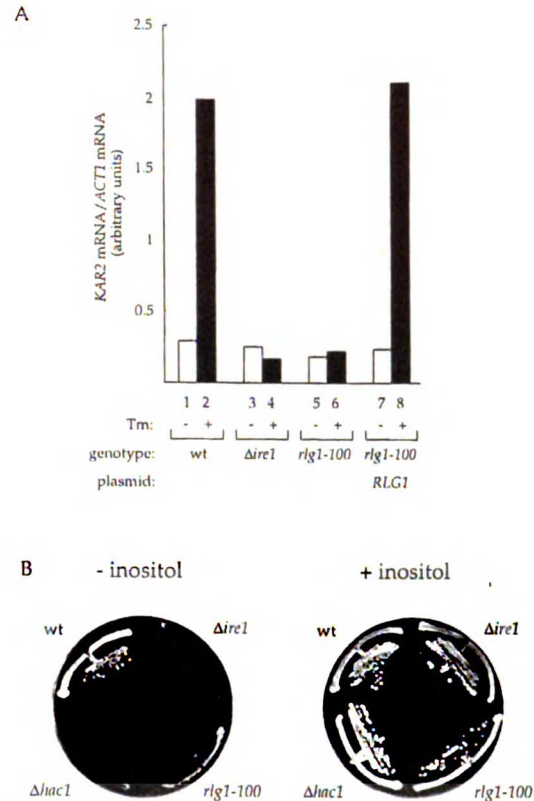 A
2.5
2
1.5
1
0.5
KAR2 mRNA/ACT1 mRNA
(arbitrary units)
1 2 3 4 5 6 7 8
Tm: - + - + - + - +
genotype: wt Δire1 rlg1-100 rlg1-100
plasmid: RLG1
B - inositol + inositol
wt Δire1 wt Δire1
Δhac1 rlg1-100 Δhac1 rlg1-100